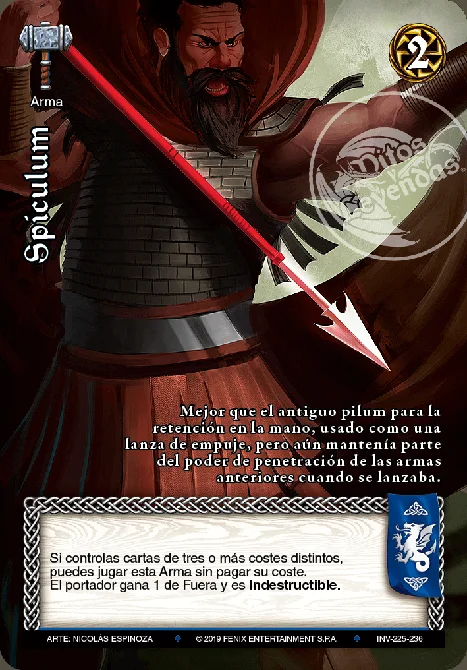 2
Arma
Spiculum
Mitos
y Leyendas
Mejor que el antiguo pilum para la
retención en la mano, usado como una
lanza de empuje, pero aún mantenía parte
del poder de penetración de las armas
anteriores cuando se lanzaba.
Si controlas cartas de tres o más costes distintos,
puedes jugar esta Arma sin pagar su coste.
El portador gana 1 de Fuera y es Indestructible.
ARTE: NICOLÁS ESPINOZA © 2019 FENIX ENTERTAINMENT S.P.A. INV-225-236